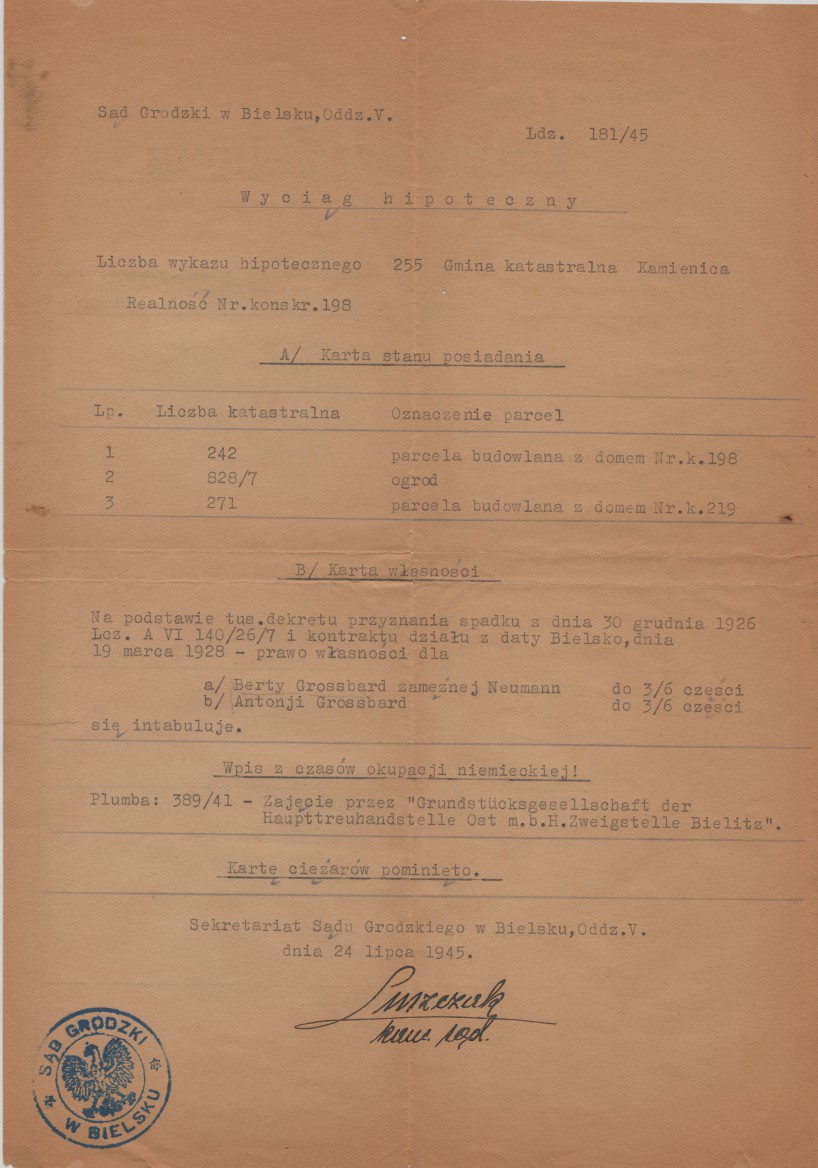 Sąd Grodzki w Bielsku,Oddz.V.
Ldz. 181/45
Wyciąg hipoteczny
Liczba wykazu hipotecznego 255 Gmina katastralna Kamienica
Realność Nr.konskr.198
A/ Karta stanu posiadania
Lp. Liczba katastralna Oznaczenie parcel
1 242 parcela budowlana z domem Nr.k.198
2 828/7 ogrod
3 271 parcela budowlana z domem Nr.k.219
B/ Karta własności
Na podstawie tus.dekretu przyznania spadku z dnia 30 grudnia 1926
Lcz. A VI 140/26/7 i kontraktu działu z daty Bielsko,dnia
19 marca 1928 - prawo własności dla
a/ Berty Grossbard zamężnej Neumann do 3/6 części
b/ Antonji Grossbard do 3/6 części
się intabuluje.
Wpis z czasów okupacji niemieckiej!
Plumba: 389/41 - Zajęcie przez "Grundstücksgesellschaft der
Haupttreuhandstelle Ost m.b.H.Zweigstelle Bielitz".
Kartę ciężarów pominięto.
Sekretariat Sądu Grodzkiego w Bielsku,Oddz.V.
dnia 24 lipca 1945.
sąd.
SĄD GRODZKI
W BIELSKU